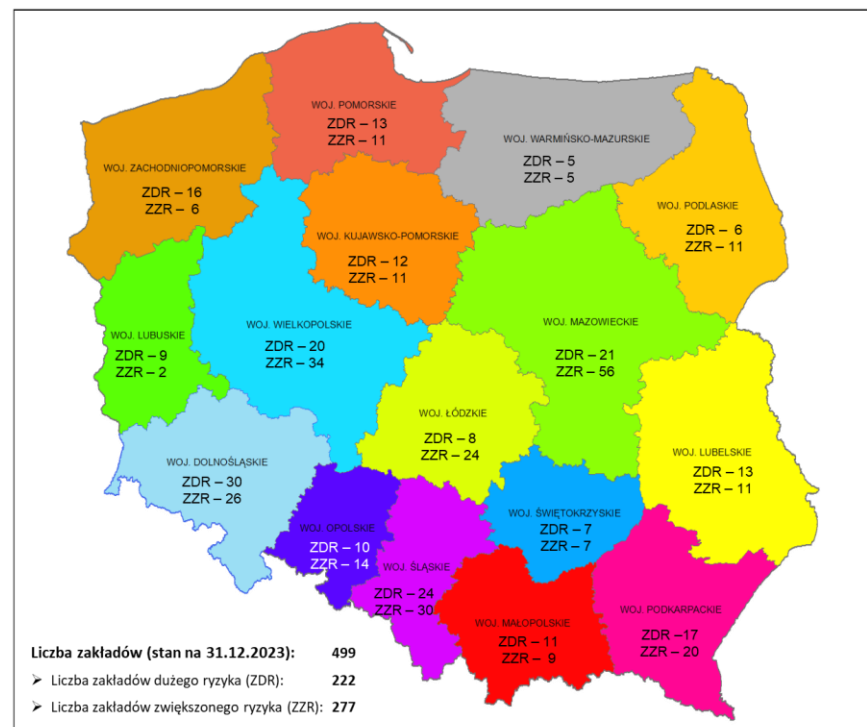 WOJ. POMORSKIE
ZDR – 13
ZZR – 11
WOJ. WARMIŃSKO-MAZURSKIE
ZDR – 5
ZZR – 5
WOJ. ZACHODNIOPOMORSKIE
ZDR – 16
ZZR – 6
WOJ. PODLASKIE
ZDR – 6
ZZR – 11
WOJ. KUJAWSKO-POMORSKIE
ZDR – 12
ZZR – 11
WOJ. LUBUSKIE
ZDR – 9
ZZR – 2
WOJ. WIELKOPOLSKIE
ZDR – 20
ZZR – 34
WOJ. MAZOWIECKIE
ZDR – 21
ZZR – 56
WOJ. ŁÓDZKIE
ZDR – 8
ZZR – 24
WOJ. LUBELSKIE
ZDR – 13
ZZR – 11
WOJ. DOLNOŚLĄSKIE
ZDR – 30
ZZR – 26
WOJ. OPOLSKIE
ZDR – 10
ZZR – 14
WOJ. ŚLĄSKIE
ZDR – 24
ZZR – 30
WOJ. ŚWIĘTOKRZYSKIE
ZDR – 7
ZZR – 7
WOJ. MAŁOPOLSKIE
ZDR – 11
ZZR – 9
WOJ. PODKARPACKIE
ZDR –17
ZZR – 20
Liczba zakładów (stan na 31.12.2023): 499
➢ Liczba zakładów dużego ryzyka (ZDR): 222
➢ Liczba zakładów zwiększonego ryzyka (ZZR): 277